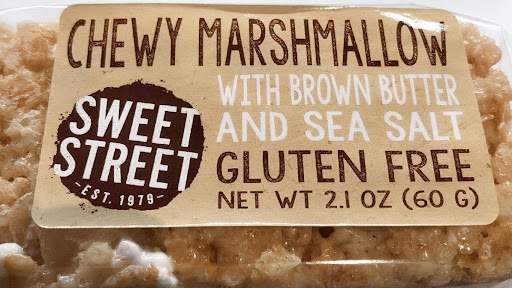 CHEWY MARSHMALLOW
WITH BROWN BUTTER
AND SEA SALT
GLUTEN FREE
NET WT 2.1 OZ (60 G)
SWEET
STREET
-EST. 1979-